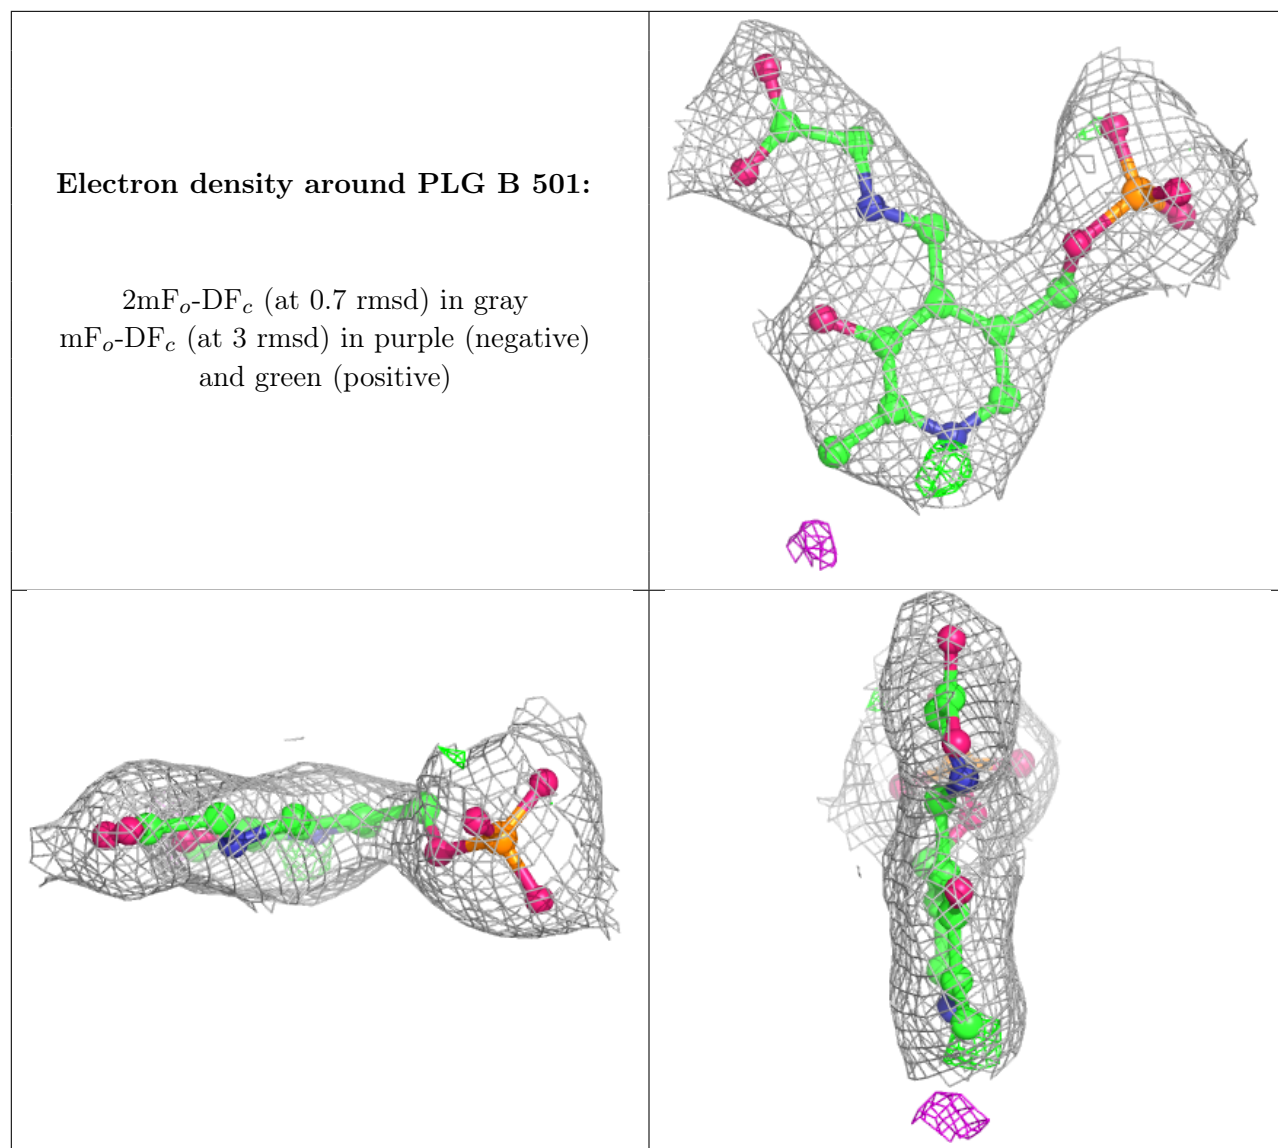 Electron density around PLG B 501:
2mFo-DFc (at 0.7 rmsd) in gray
mFo-DFc (at 3 rmsd) in purple (negative)
and green (positive)